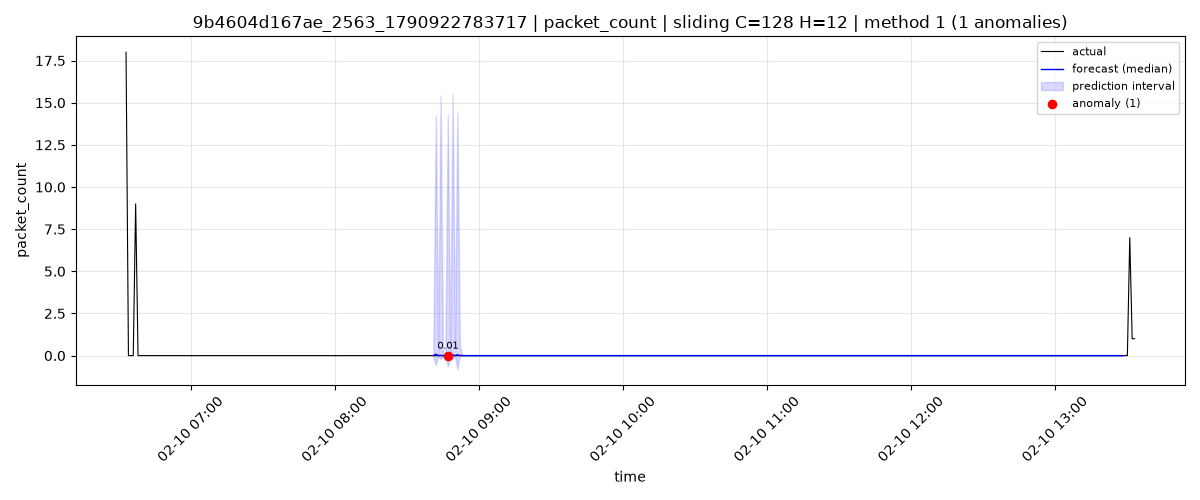 9b4604d167ae_2563_1790922783717 | packet_count | sliding C=128 H=12 | method 1 (1 anomalies)
actual
forecast (median)
prediction interval
anomaly (1)
packet_count
17.5
15.0
12.5
10.0
7.5
5.0
2.5
0.0
0.01
02-10 07:00
02-10 08:00
02-10 09:00
02-10 10:00
02-10 11:00
02-10 12:00
02-10 13:00
time